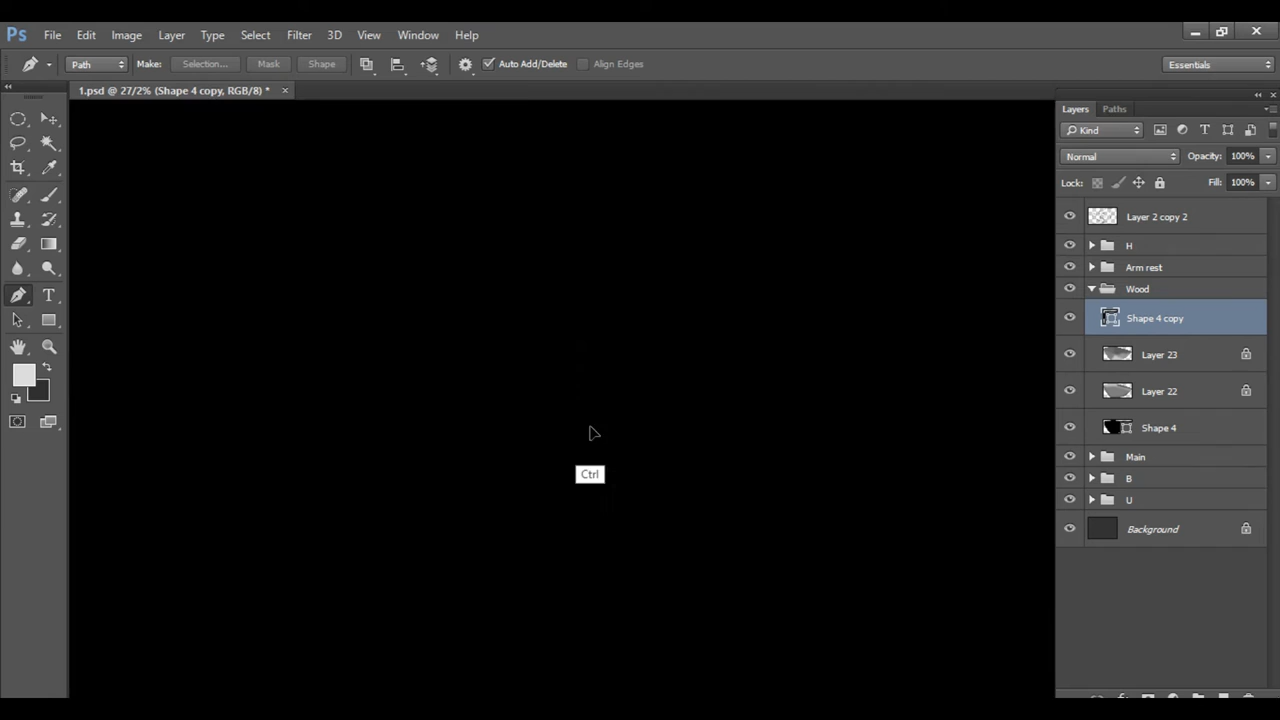 Ps File Edit Image Layer Type Select Filter 3D View Window Help
Path Make: Selection... Mask Shape Auto Add/Delete Align Edges Essentials
1.psd @ 27/2% (Shape 4 copy, RGB/8) *
Layers Paths
Kind
Normal Opacity: 100%
Lock: Fill: 100%
Layer 2 copy 2
H
Arm rest
Wood
Shape 4 copy
Layer 23
Layer 22
Shape 4
Main
B
U
Background
Ctrl